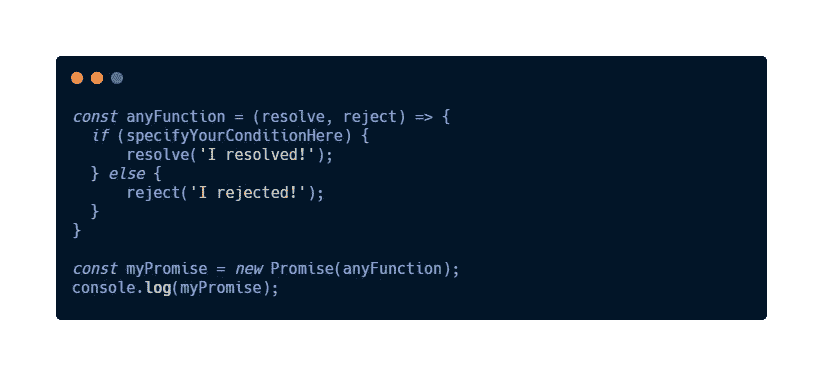 const anyFunction = (resolve, reject) => {
  if (specifyYourConditionHere) {
      resolve('I resolved!');
  } else {
      reject('I rejected!');
  }
}

const myPromise = new Promise(anyFunction);
console.log(myPromise);